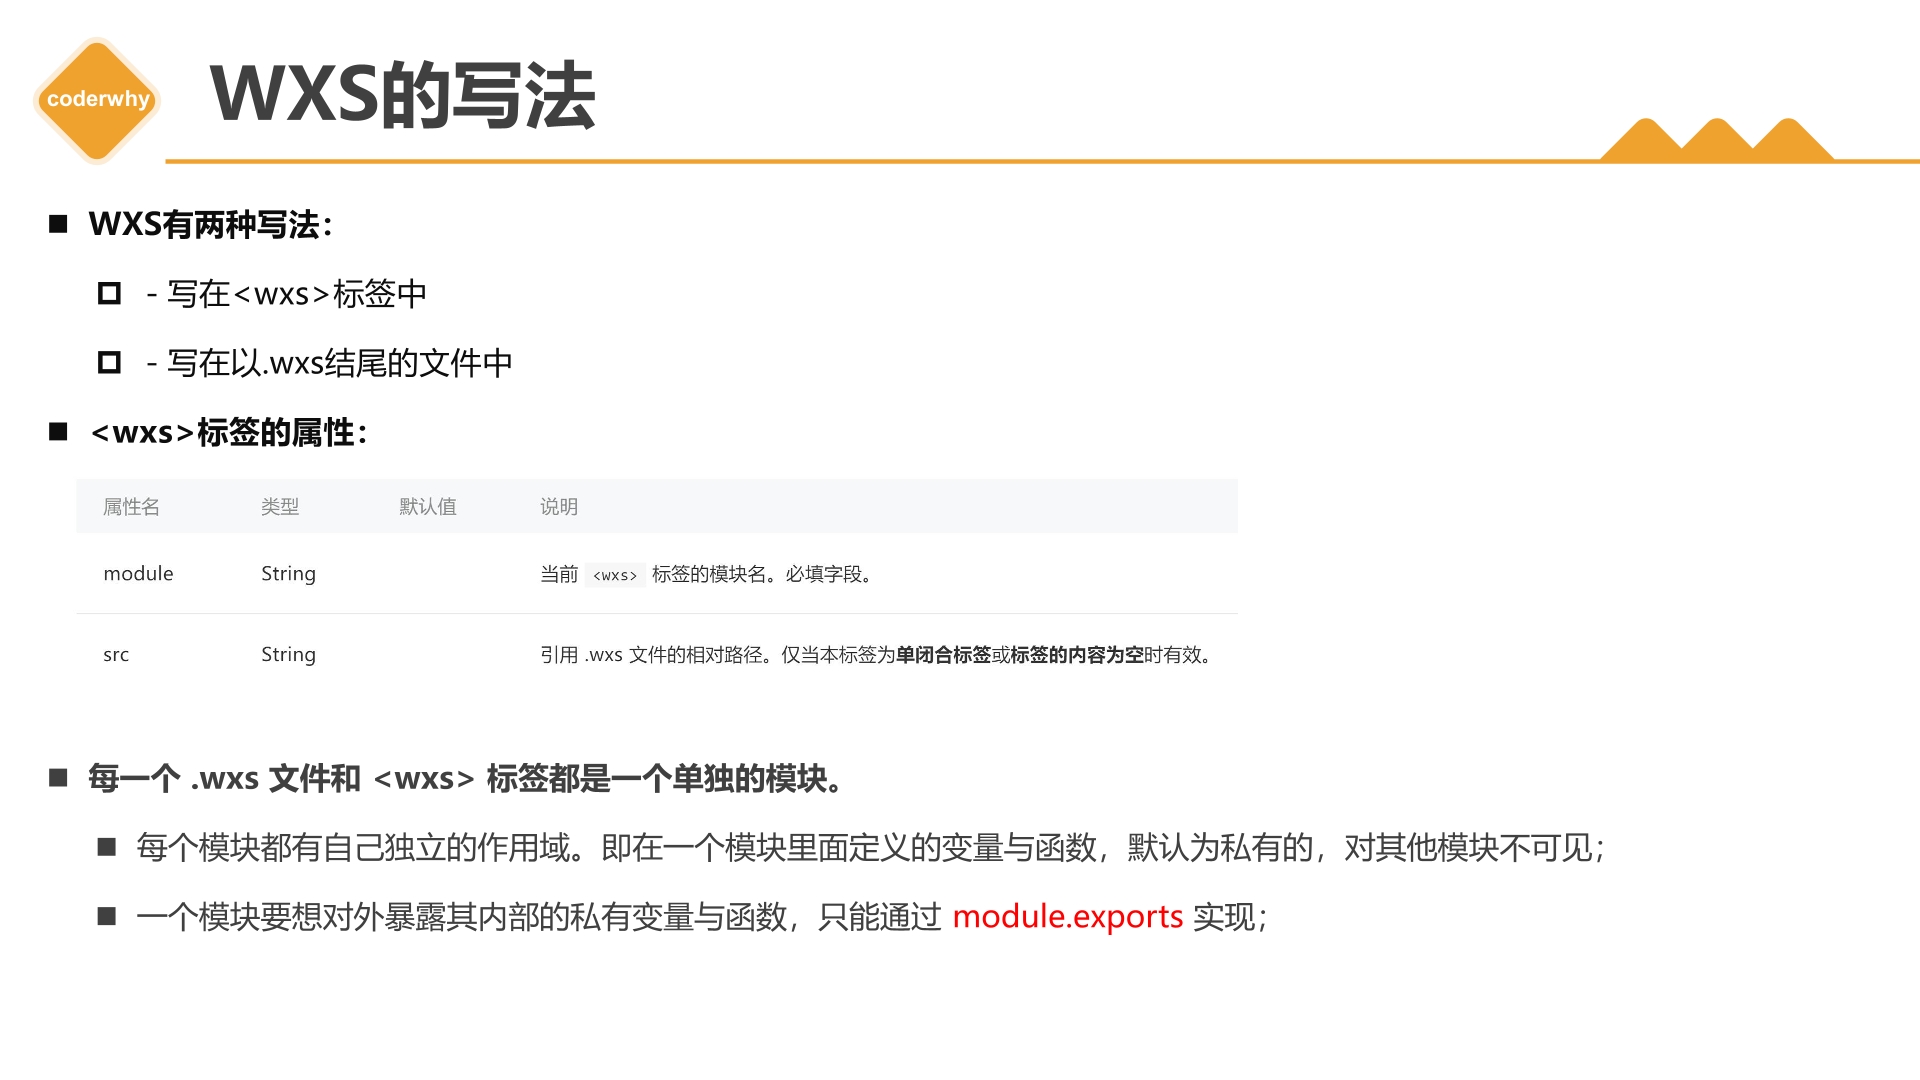 coderwhy
WXS的写法
WXS有两种写法：
- 写在<wxs>标签中
- 写在以.wxs结尾的文件中
<wxs>标签的属性：
属性名 类型 默认值 说明
module String 当前 <wxs> 标签的模块名。必填字段。
src String 引用 .wxs 文件的相对路径。仅当本标签为单闭合标签或标签的内容为空时有效。
每一个 .wxs 文件和 <wxs> 标签都是一个单独的模块。
每个模块都有自己独立的作用域。即在一个模块里面定义的变量与函数，默认为私有的，对其他模块不可见；
一个模块要想对外暴露其内部的私有变量与函数，只能通过 module.exports 实现；